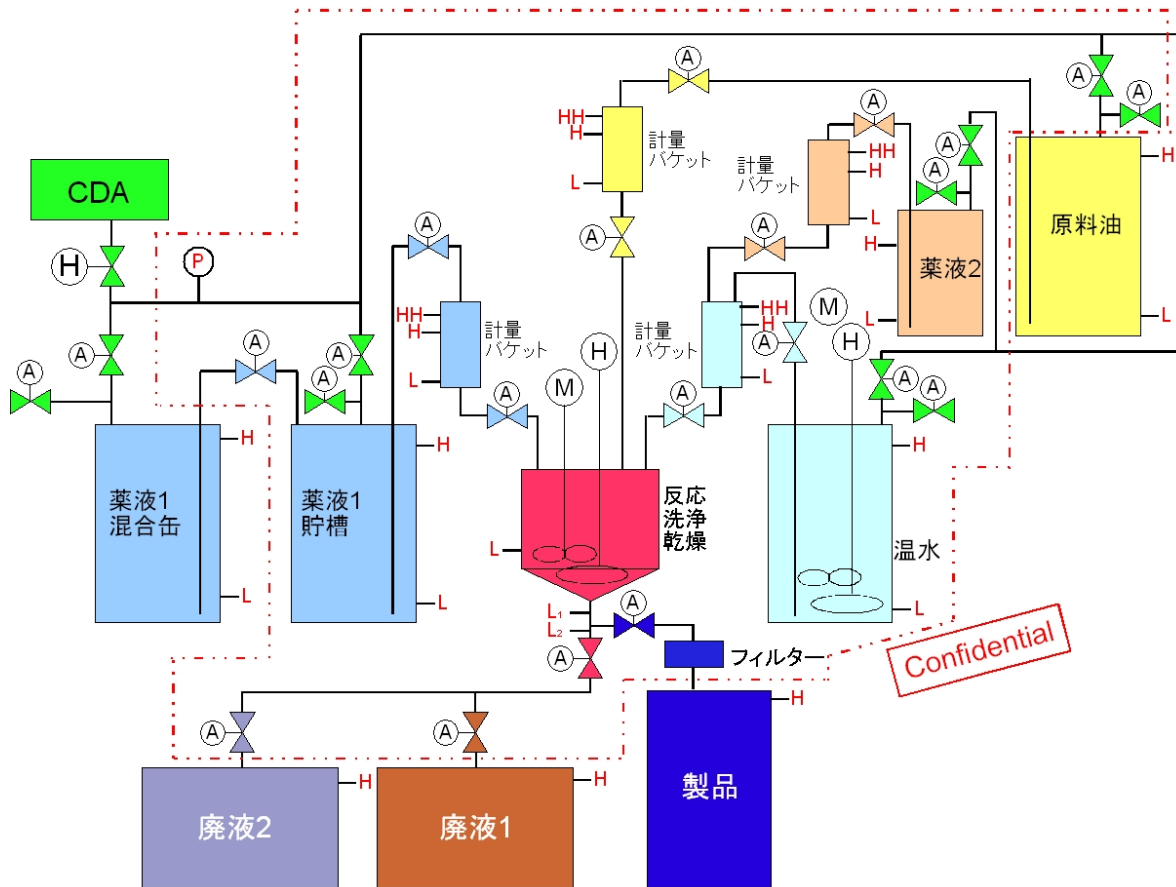 A
A
A
HH
H
L
計量
バケット
A
HH
H
L
計量
バケット
A
A
A
H
L
原料油
CDA
H
P
A
A
A
H
L
薬液2
A
A
A
A
A
HH
H
L
計量
バケット
A
HH
H
L
計量
バケット
A
M
H
A
A
A
H
M
A
A
H
L
薬液1
混合缶
H
L
薬液1
貯槽
L
反応
洗浄
乾燥
H
L
温水
L1
L2
A
A
フィルター
Confidential
A
A
H
廃液2
H
廃液1
H
製品